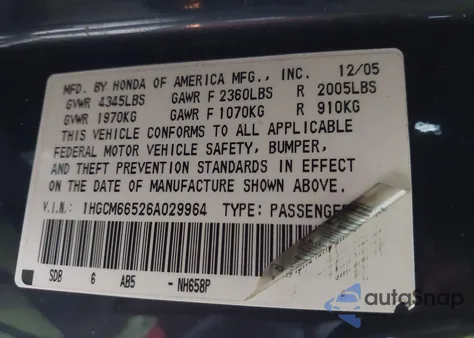 MFD. BY HONDA OF AMERICA MFG., INC. 12/05
GVWR 4345LBS GAWR F 2360LBS R 2005LBS
GVWR 1970KG GAWR F 1070KG R 910KG
THIS VEHICLE CONFORMS TO ALL APPLICABLE
FEDERAL MOTOR VEHICLE SAFETY, BUMPER,
AND THEFT PREVENTION STANDARDS IN EFFECT
ON THE DATE OF MANUFACTURE SHOWN ABOVE.
V.I.N.: 1HGCM66526A029964 TYPE: PASSENGER
SDB 6 AB5 - NH658P
autoSnap